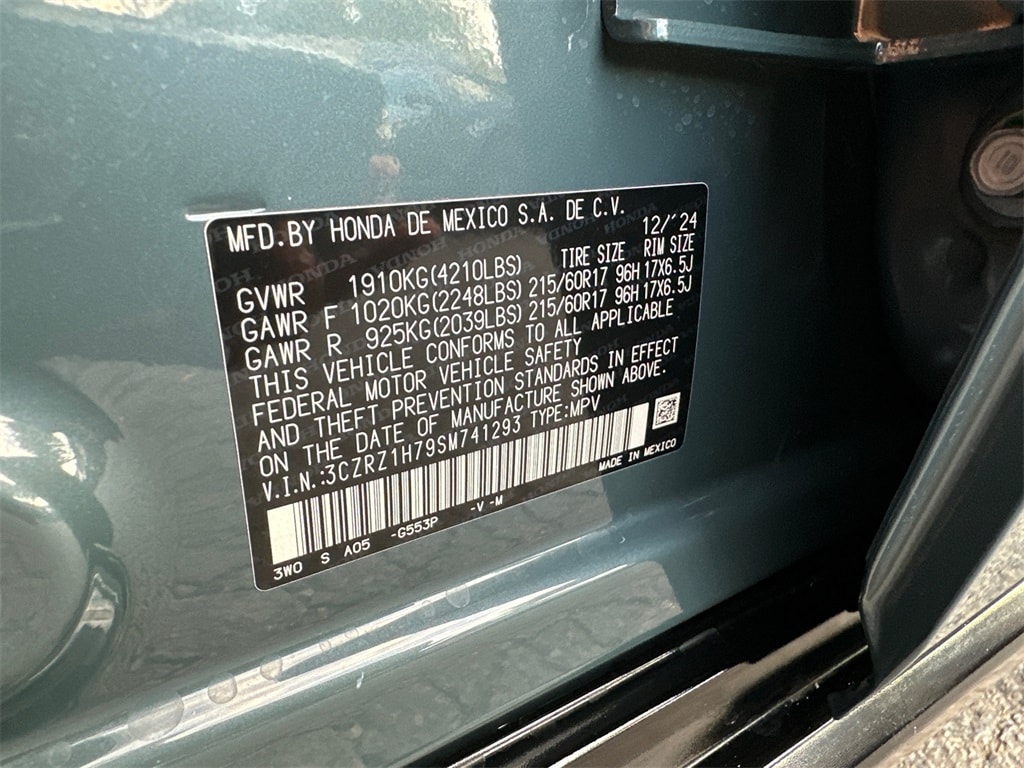 MFD.BY HONDA DE MEXICO S.A. DE C.V. 12/'24
GVWR 1910KG(4210LBS) TIRE SIZE RIM SIZE
GAWR F 1020KG(2248LBS) 215/60R17 96H 17X6.5J
GAWR R 925KG(2039LBS) 215/60R17 96H 17X6.5J
THIS VEHICLE CONFORMS TO ALL APPLICABLE
FEDERAL MOTOR VEHICLE SAFETY
AND THEFT PREVENTION STANDARDS IN EFFECT
ON THE DATE OF MANUFACTURE SHOWN ABOVE.
V.I.N.:3CZRZ1H79SM741293 TYPE:MPV
MADE IN MEXICO
3WO S A05 -G553P -V -M